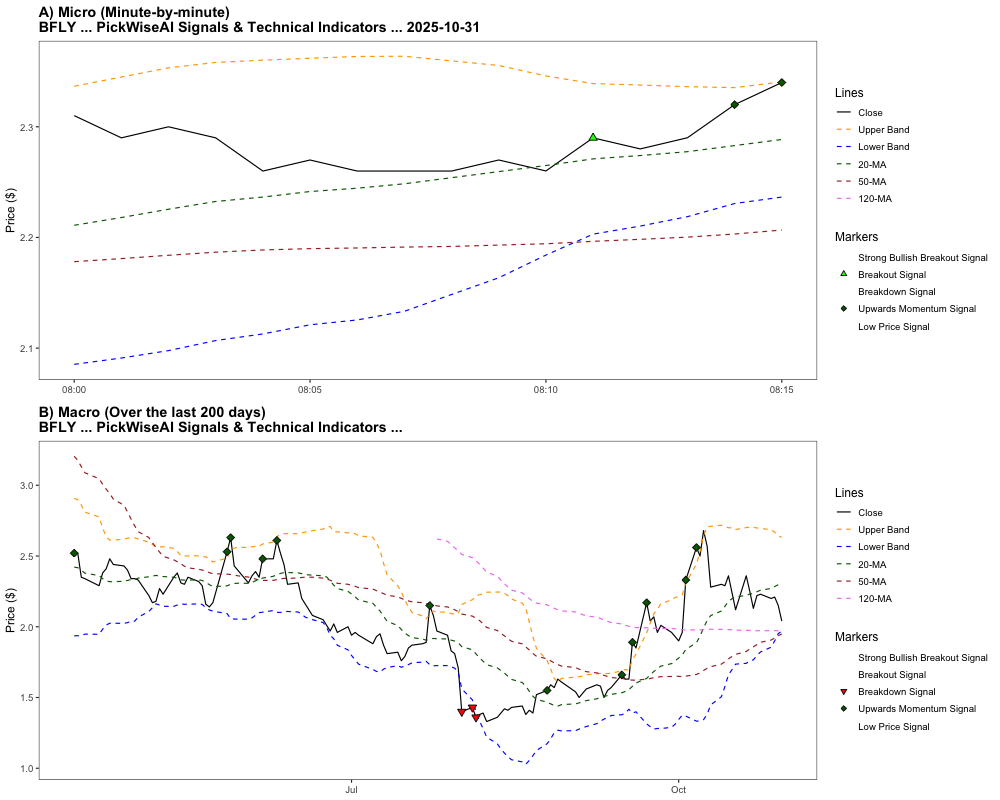 A) Micro (Minute-by-minute)
BFLY ... PickWiseAI Signals & Technical Indicators ... 2025-10-31
Price ($)
2.3
2.2
2.1
08:00
08:05
08:10
08:15
Lines
Close
Upper Band
Lower Band
20-MA
50-MA
120-MA
Markers
Strong Bullish Breakout Signal
Breakout Signal
Breakdown Signal
Upwards Momentum Signal
Low Price Signal
B) Macro (Over the last 200 days)
BFLY ... PickWiseAI Signals & Technical Indicators ...
Price ($)
3.0
2.5
2.0
1.5
1.0
Jul
Oct
Lines
Close
Upper Band
Lower Band
20-MA
50-MA
120-MA
Markers
Strong Bullish Breakout Signal
Breakout Signal
Breakdown Signal
Upwards Momentum Signal
Low Price Signal